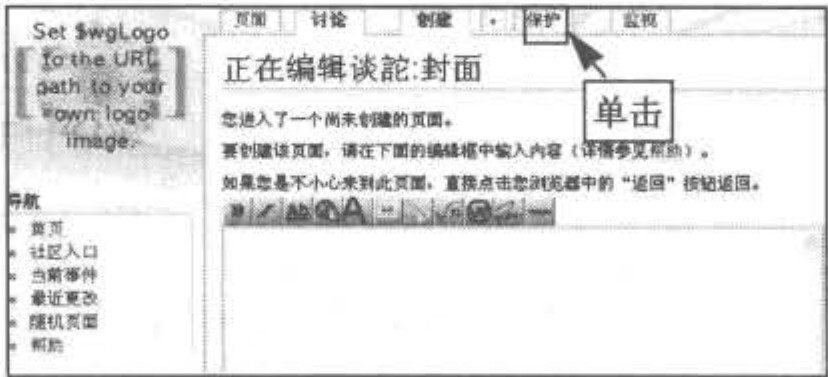 Set $wgLogo
to the URL
path to your
own logo
image.
导航
首页
社区入口
当前事件
最近更改
随机页面
帮助
页面 讨论 创建 + 保护 监视
正在编辑谈詑:封面
您进入了一个尚未创建的页面。
要创建该页面，请在下面的编辑框中输入内容（详情参见帮助）。
如果您是不小心来到此页面，直接点击您浏览器中的“返回”按钮返回。
单击